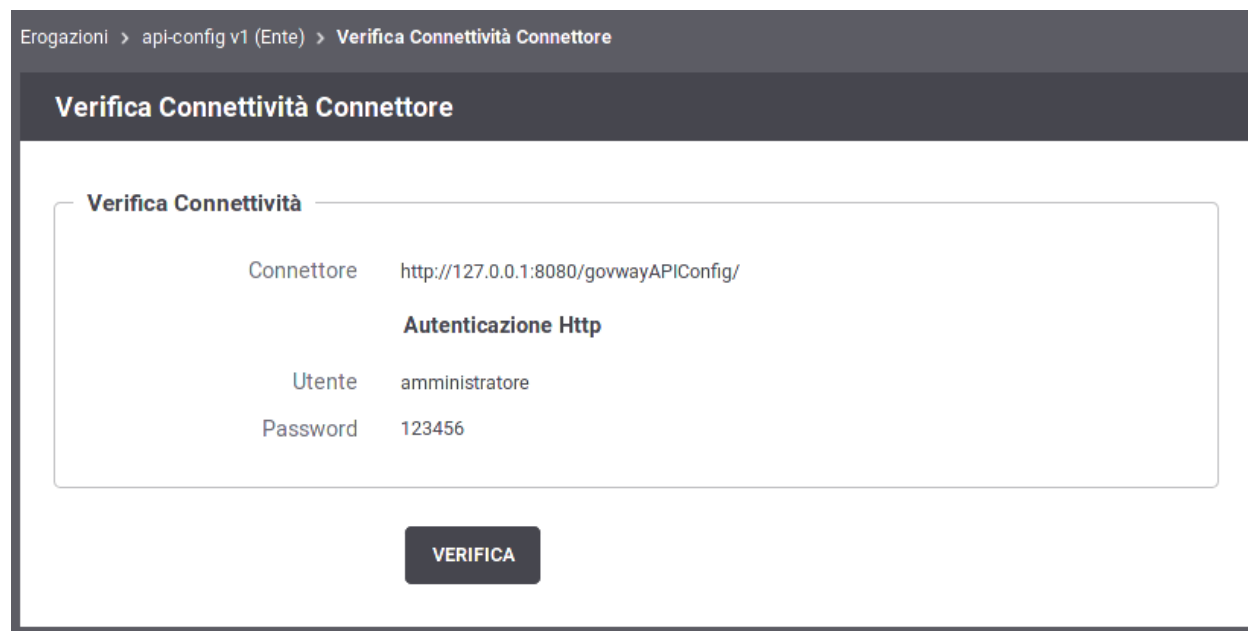 Erogazioni > api-config v1 (Ente) > Verifica Connettività Connettore
Verifica Connettività Connettore
Verifica Connettività
Connettore http://127.0.0.1:8080/govwayAPIConfig/
Autenticazione Http
Utente amministratore
Password 123456
VERIFICA